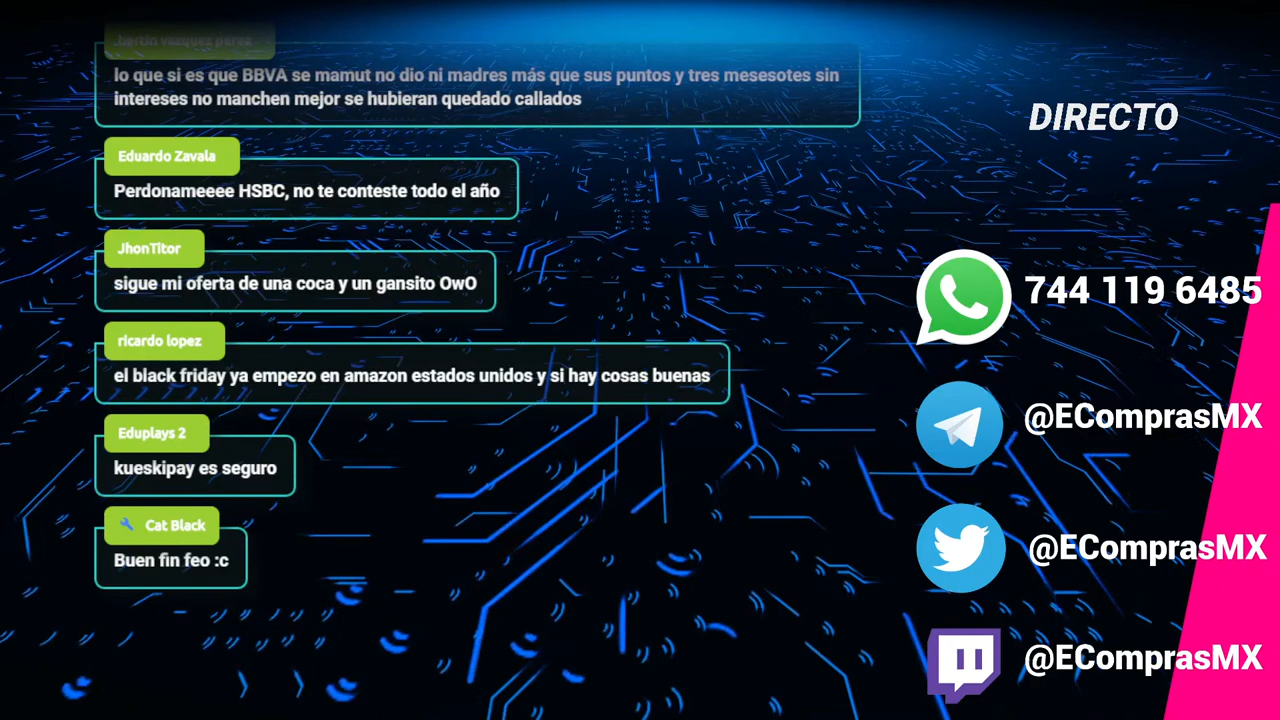 bertin vazquez perez
lo que si es que BBVA se mamut no dio ni madres más que sus puntos y tres mesesotes sin
intereses no manchen mejor se hubieran quedado callados
Eduardo Zavala
Perdonameeee HSBC, no te conteste todo el año
JhonTitor
sigue mi oferta de una coca y un gansito OwO
ricardo lopez
el black friday ya empezo en amazon estados unidos y si hay cosas buenas
Eduplays 2
kueskipay es seguro
Cat Black
Buen fin feo :c
DIRECTO
744 119 6485
@EComprasMX
@EComprasMX
@EComprasMX